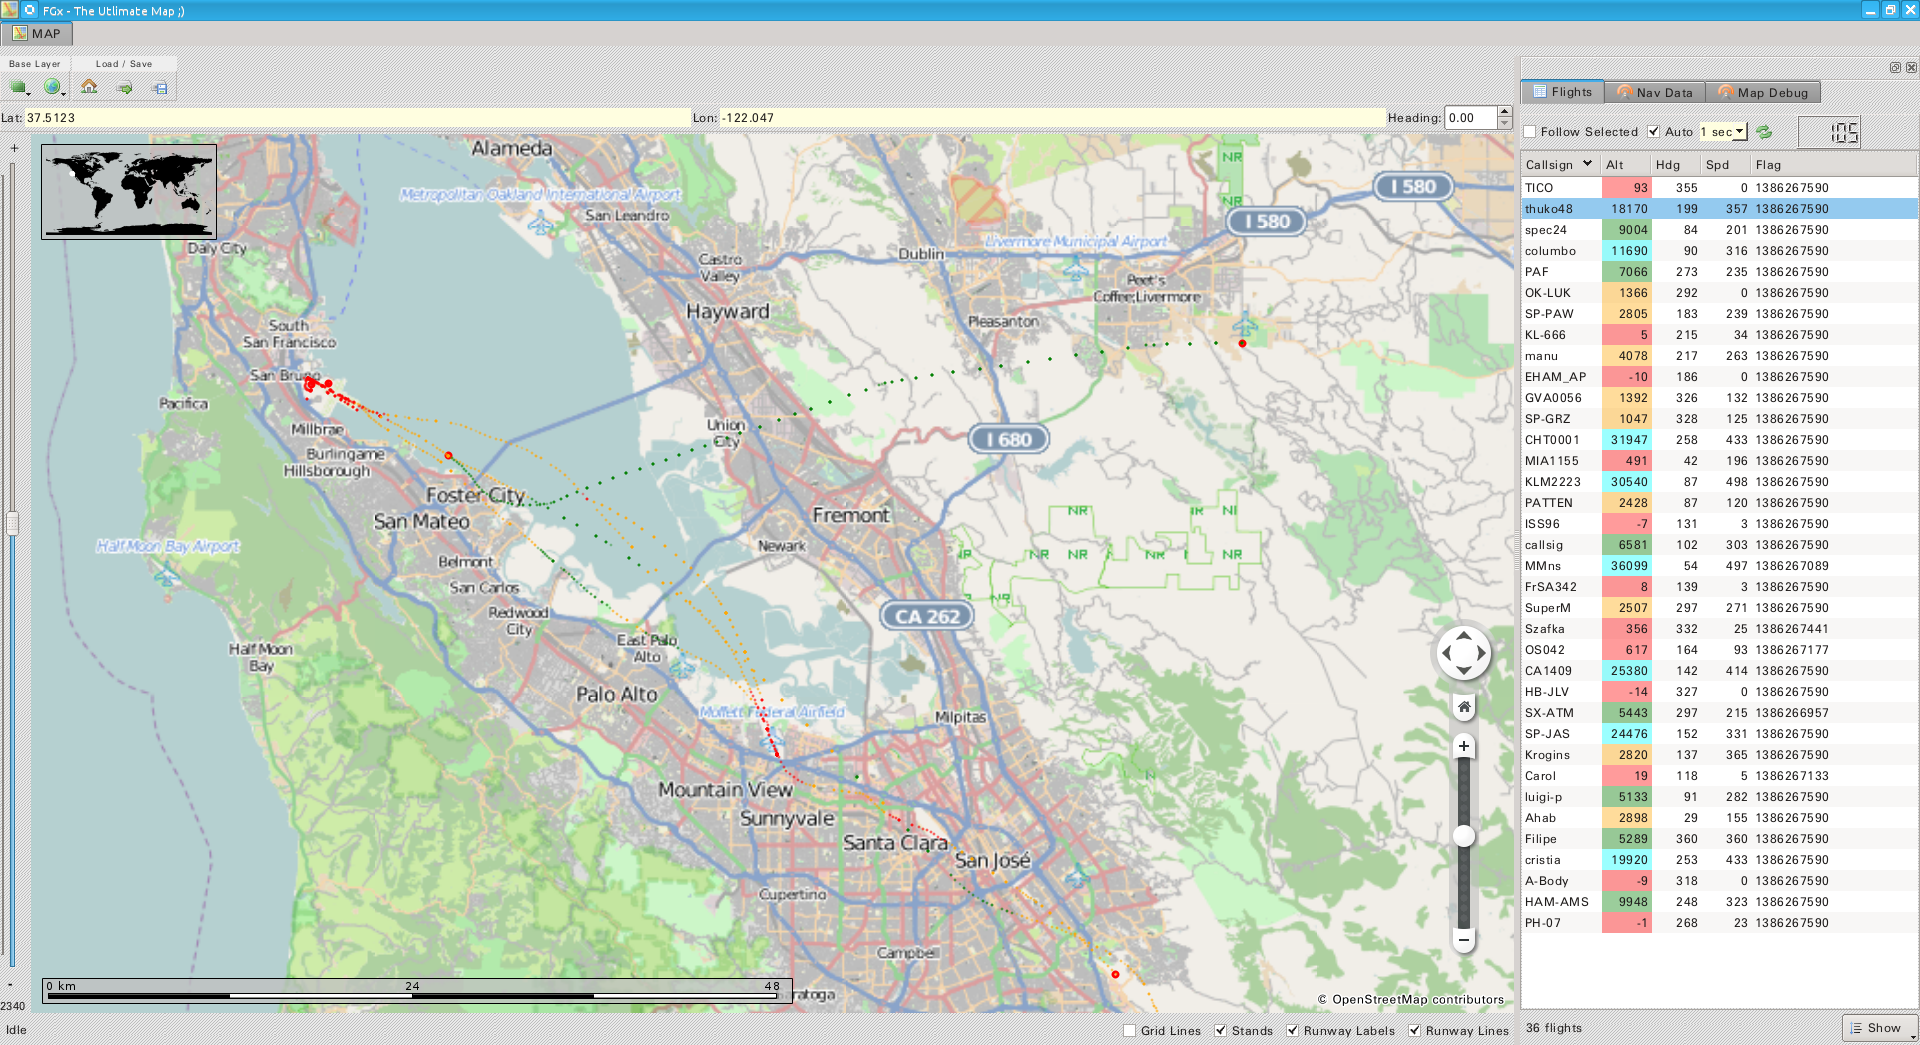 FGx - The Utlimate Map ;)
MAP
Base Layer
Load / Save
Lat: 37.5123
Lon: -122.047
Heading: 0.00
Alameda
Metropolitan Oakland International Airport
San Leandro
NR
I 580
NR
I 580
Daly City
Dublin
Livermore Municipal Airport
Castro
Valley
Peet's
Coffee;Livermore
Hayward
Pleasanton
South
San Francisco
San Bruno
Pacifica
Millbrae
Union
City
I 680
Burlingame
Hillsborough
Foster City
San Mateo
Fremont
NR
NR
Half Moon Bay Airport
Newark
NR
NR
NR
NR
Belmont
San Carlos
NR
Redwood
City
CA 262
East Palo
Alto
Half Moon
Bay
Palo Alto
Moffett Federal Airfield
Milpitas
Mountain View
Sunnyvale
Santa Clara
San José
Cupertino
Campbell
0 km
24
48
© OpenStreetMap contributors
+
-
2340
Idle
Grid Lines
Stands
Runway Labels
Runway Lines
Flights
Nav Data
Map Debug
Follow Selected
Auto
1 sec
105
Callsign Alt Hdg Spd Flag
TICO 93 355 0 1386267590
thuko48 18170 199 357 1386267590
spec24 9004 84 201 1386267590
columbo 11690 90 316 1386267590
PAF 7066 273 235 1386267590
OK-LUK 1366 292 0 1386267590
SP-PAW 2805 183 239 1386267590
KL-666 5 215 34 1386267590
manu 4078 217 263 1386267590
EHAM_AP -10 186 0 1386267590
GVA0056 1392 326 132 1386267590
SP-GRZ 1047 328 125 1386267590
CHT0001 31947 258 433 1386267590
MIA1155 491 42 196 1386267590
KLM2223 30540 87 498 1386267590
PATTEN 2428 87 120 1386267590
ISS96 -7 131 3 1386267590
callsig 6581 102 303 1386267590
MMns 36099 54 497 1386267089
FrSA342 8 139 3 1386267590
SuperM 2507 297 271 1386267590
Szafka 356 332 25 1386267441
OS042 617 164 93 1386267177
CA1409 25380 142 414 1386267590
HB-JLV -14 327 0 1386267590
SX-ATM 5443 297 215 1386266957
SP-JAS 24476 152 331 1386267590
Krogins 2820 137 365 1386267590
Carol 19 118 5 1386267133
luigi-p 5133 91 282 1386267590
Ahab 2898 29 155 1386267590
Filipe 5289 360 360 1386267590
cristia 19920 253 433 1386267590
A-Body -9 318 0 1386267590
HAM-AMS 9948 248 323 1386267590
PH-07 -1 268 23 1386267590
36 flights
Show